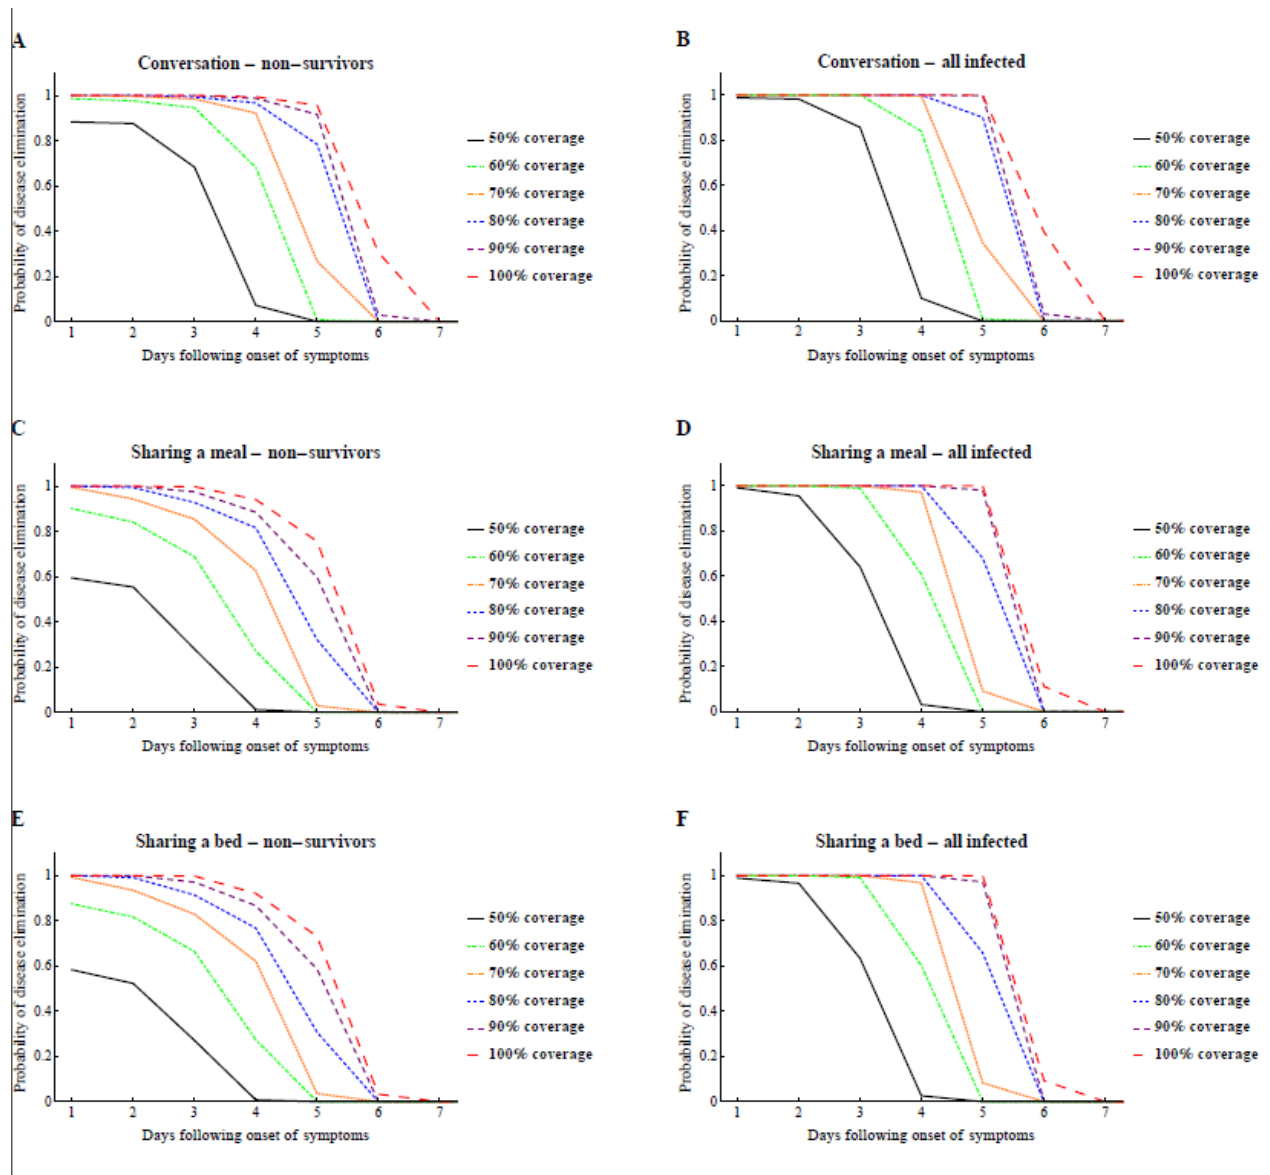 A
Conversation – non–survivors
Probability of disease elimination
1
0.8
0.6
0.4
0.2
0
1 2 3 4 5 6 7
Days following onset of symptoms
50% coverage
60% coverage
70% coverage
80% coverage
90% coverage
100% coverage
B
Conversation – all infected
Probability of disease elimination
1
0.8
0.6
0.4
0.2
0
1 2 3 4 5 6 7
Days following onset of symptoms
50% coverage
60% coverage
70% coverage
80% coverage
90% coverage
100% coverage
C
Sharing a meal – non–survivors
Probability of disease elimination
1
0.8
0.6
0.4
0.2
0
1 2 3 4 5 6 7
Days following onset of symptoms
50% coverage
60% coverage
70% coverage
80% coverage
90% coverage
100% coverage
D
Sharing a meal – all infected
Probability of disease elimination
1
0.8
0.6
0.4
0.2
0
1 2 3 4 5 6 7
Days following onset of symptoms
50% coverage
60% coverage
70% coverage
80% coverage
90% coverage
100% coverage
E
Sharing a bed – non–survivors
Probability of disease elimination
1
0.8
0.6
0.4
0.2
0
1 2 3 4 5 6 7
Days following onset of symptoms
50% coverage
60% coverage
70% coverage
80% coverage
90% coverage
100% coverage
F
Sharing a bed – all infected
Probability of disease elimination
1
0.8
0.6
0.4
0.2
0
1 2 3 4 5 6 7
Days following onset of symptoms
50% coverage
60% coverage
70% coverage
80% coverage
90% coverage
100% coverage